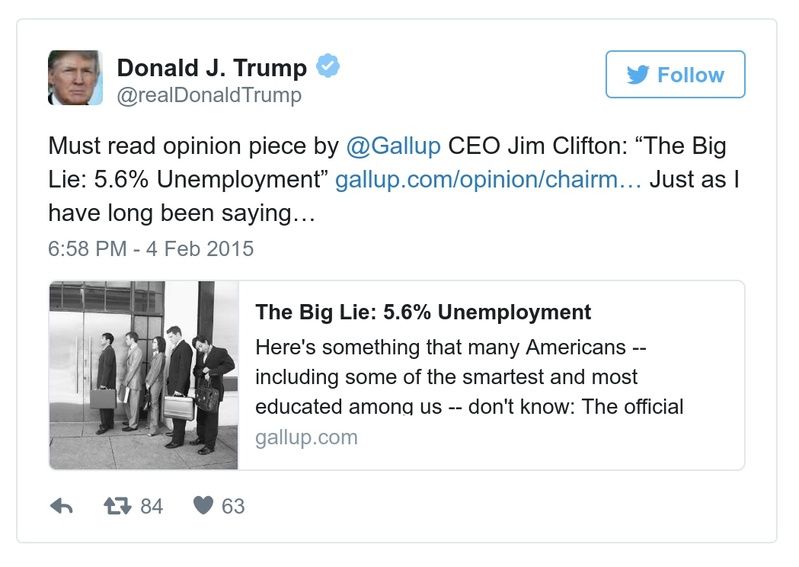 Donald J. Trump
@realDonaldTrump
Follow
Must read opinion piece by @Gallup CEO Jim Clifton: “The Big
Lie: 5.6% Unemployment” gallup.com/opinion/chairm… Just as I
have long been saying…
6:58 PM - 4 Feb 2015
The Big Lie: 5.6% Unemployment
Here's something that many Americans --
including some of the smartest and most
educated among us -- don't know: The official
gallup.com
84
63